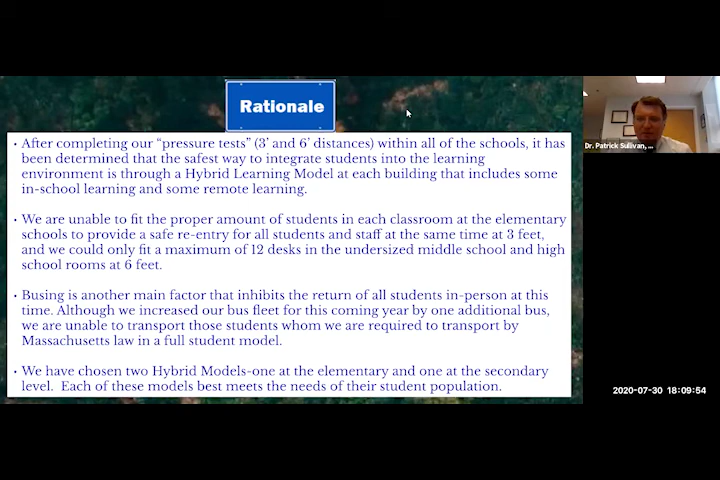 Rationale
• After completing our “pressure tests” (3’ and 6’ distances) within all of the schools, it has
been determined that the safest way to integrate students into the learning
environment is through a Hybrid Learning Model at each building that includes some
in-school learning and some remote learning.
• We are unable to fit the proper amount of students in each classroom at the elementary
schools to provide a safe re-entry for all students and staff at the same time at 3 feet,
and we could only fit a maximum of 12 desks in the undersized middle school and high
school rooms at 6 feet.
• Busing is another main factor that inhibits the return of all students in-person at this
time. Although we increased our bus fleet for this coming year by one additional bus,
we are unable to transport those students whom we are required to transport by
Massachusetts law in a full student model.
• We have chosen two Hybrid Models-one at the elementary and one at the secondary
level. Each of these models best meets the needs of their student population.
Dr. Patrick Sullivan, ...
2020-07-30 18:09:54